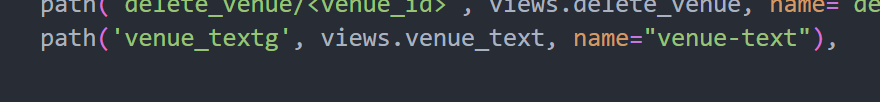 path('delete_venue/<venue_id>', views.delete_venue, name='de
path('venue_textg', views.venue_text, name="venue-text"),